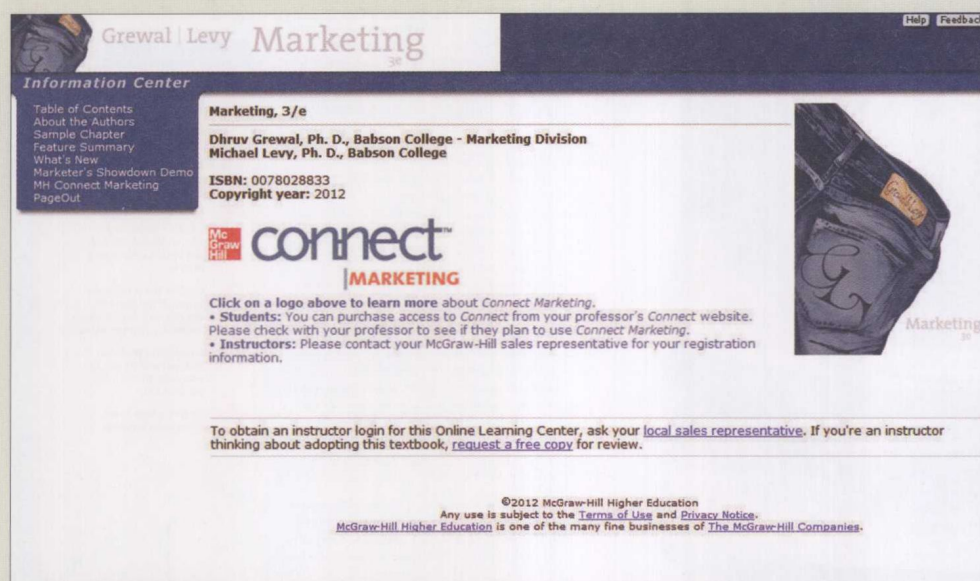 Help Feedback
Grewal | Levy Marketing
3e
Information Center
Table of Contents
About the Authors
Sample Chapter
Feature Summary
What's New
Marketer's Showdown Demo
MH Connect Marketing
PageOut
Marketing, 3/e
Dhruv Grewal, Ph. D., Babson College - Marketing Division
Michael Levy, Ph. D., Babson College
ISBN: 0078028833
Copyright year: 2012
Mc
Graw
Hill
connect™
MARKETING
Click on a logo above to learn more about Connect Marketing.
• Students: You can purchase access to Connect from your professor's Connect website.
Please check with your professor to see if they plan to use Connect Marketing.
• Instructors: Please contact your McGraw-Hill sales representative for your registration
information.
Grewal Levy
GL
Marketing
3e
To obtain an instructor login for this Online Learning Center, ask your local sales representative. If you're an instructor
thinking about adopting this textbook, request a free copy for review.
©2012 McGraw-Hill Higher Education
Any use is subject to the Terms of Use and Privacy Notice.
McGraw-Hill Higher Education is one of the many fine businesses of The McGraw-Hill Companies.